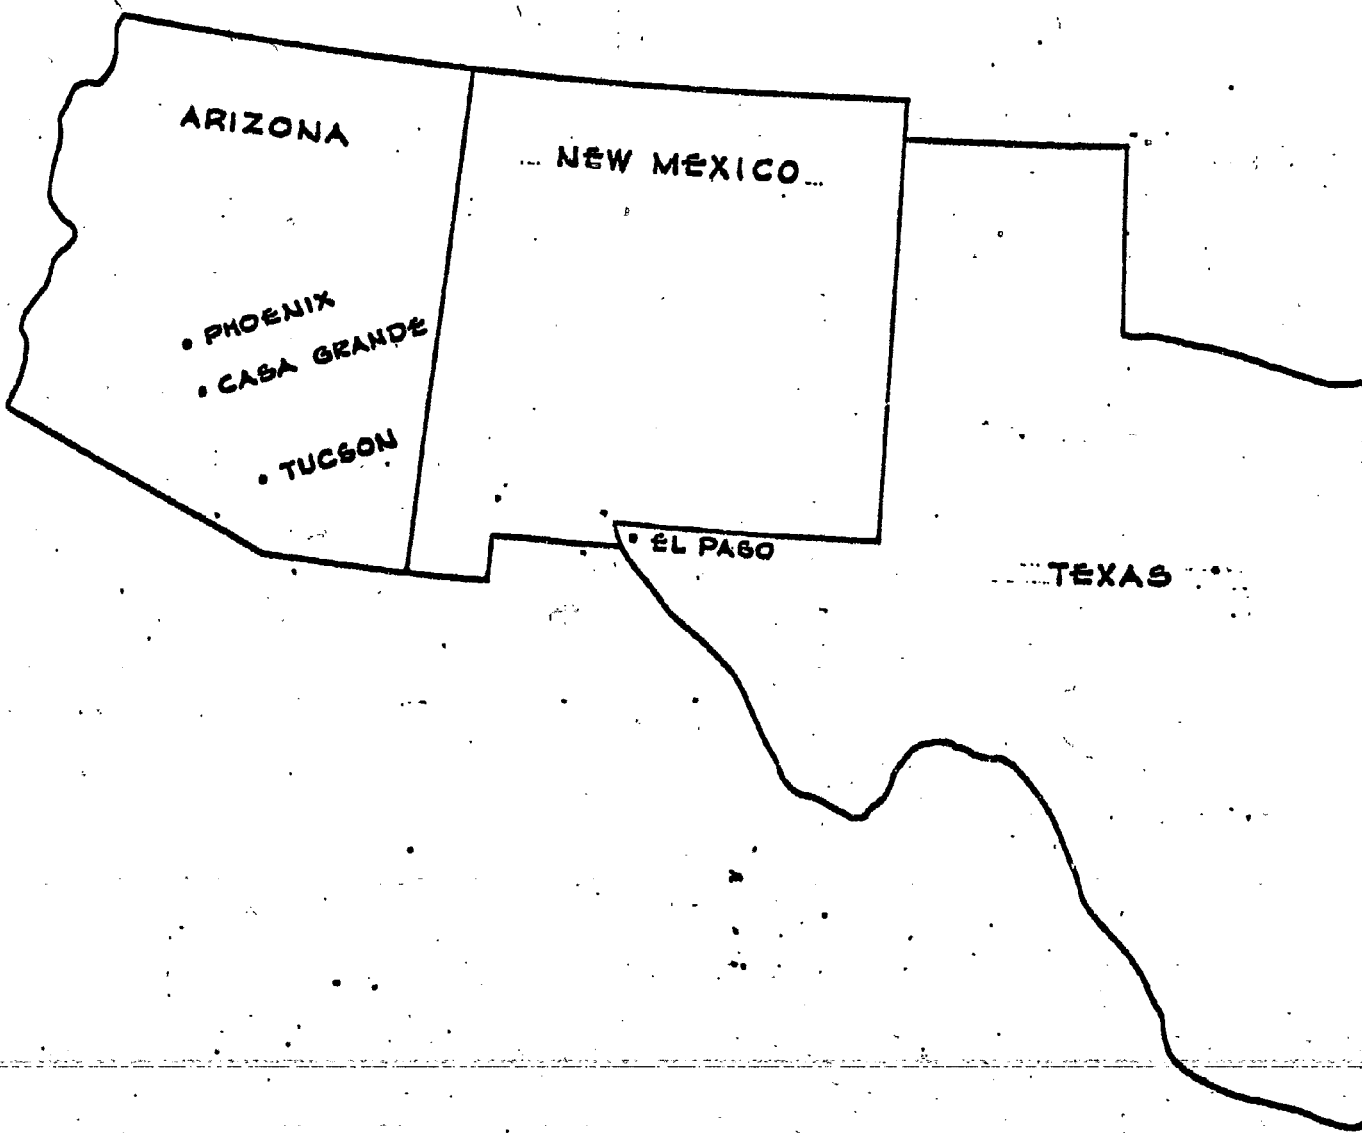 ARIZONA
NEW MEXICO
PHOENIX
CASA GRANDE
TUCSON
EL PASO
TEXAS